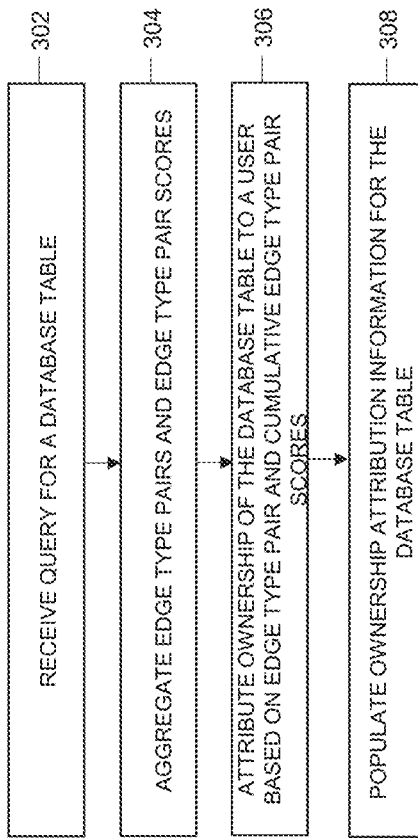 RECEIVE QUERY FOR A DATABASE TABLE
302
AGGREGATE EDGE TYPE PAIRS AND EDGE TYPE PAIR SCORES
304
ATTRIBUTE OWNERSHIP OF THE DATABASE TABLE TO A USER
BASED ON EDGE TYPE PAIR AND CUMULATIVE EDGE TYPE PAIR
SCORES
306
POPULATE OWNERSHIP ATTRIBUTION INFORMATION FOR THE
DATABASE TABLE
308